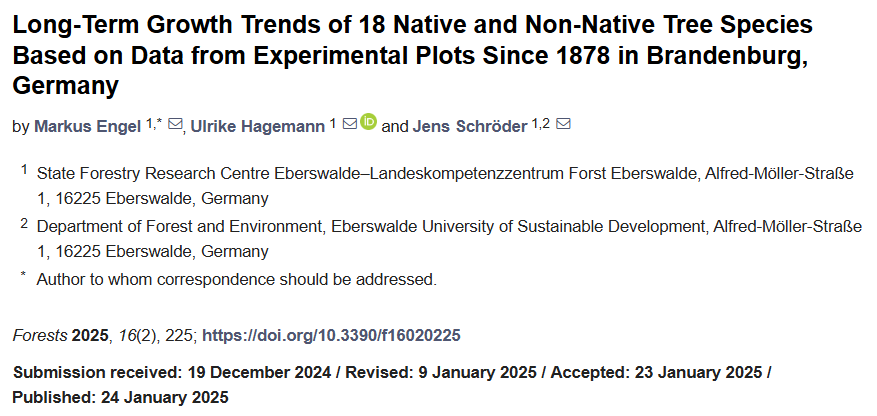 Long-Term Growth Trends of 18 Native and Non-Native Tree Species
Based on Data from Experimental Plots Since 1878 in Brandenburg,
Germany
by Markus Engel 1,* , Ulrike Hagemann 1 iD and Jens Schröder 1,2
1 State Forestry Research Centre Eberswalde–Landeskompetenzzentrum Forst Eberswalde, Alfred-Möller-Straße
1, 16225 Eberswalde, Germany
2 Department of Forest and Environment, Eberswalde University of Sustainable Development, Alfred-Möller-Straße
1, 16225 Eberswalde, Germany
* Author to whom correspondence should be addressed.
Forests 2025, 16(2), 225; https://doi.org/10.3390/f16020225
Submission received: 19 December 2024 / Revised: 9 January 2025 / Accepted: 23 January 2025 /
Published: 24 January 2025